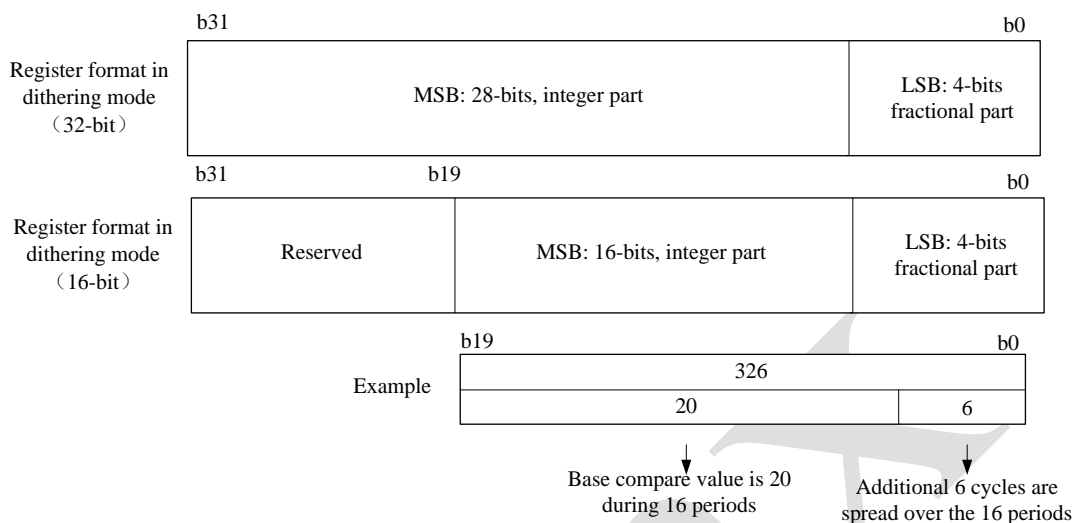 b31
b0
Register format in
dithering mode
（32-bit）
MSB: 28-bits, integer part
LSB: 4-bits
fractional part
b31
b19
b0
Register format in
dithering mode
（16-bit）
Reserved
MSB: 16-bits, integer part
LSB: 4-bits
fractional part
b19
b0
Example
326
20
6
Base compare value is 20
during 16 periods
Additional 6 cycles are
spread over the 16 periods